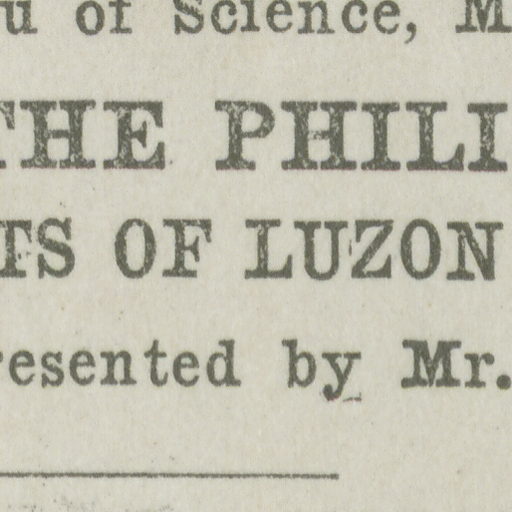 u of Science, M
THE PHILI
TS OF LUZON
resented by Mr.